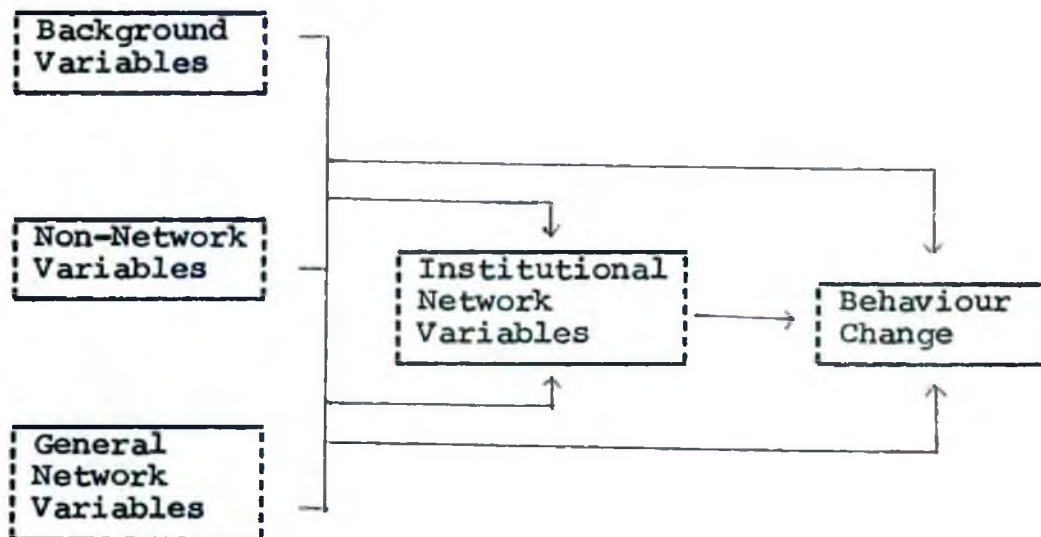 Background
Variables
Non-Network
Variables
Institutional
Network
Variables
Behaviour
Change
General
Network
Variables